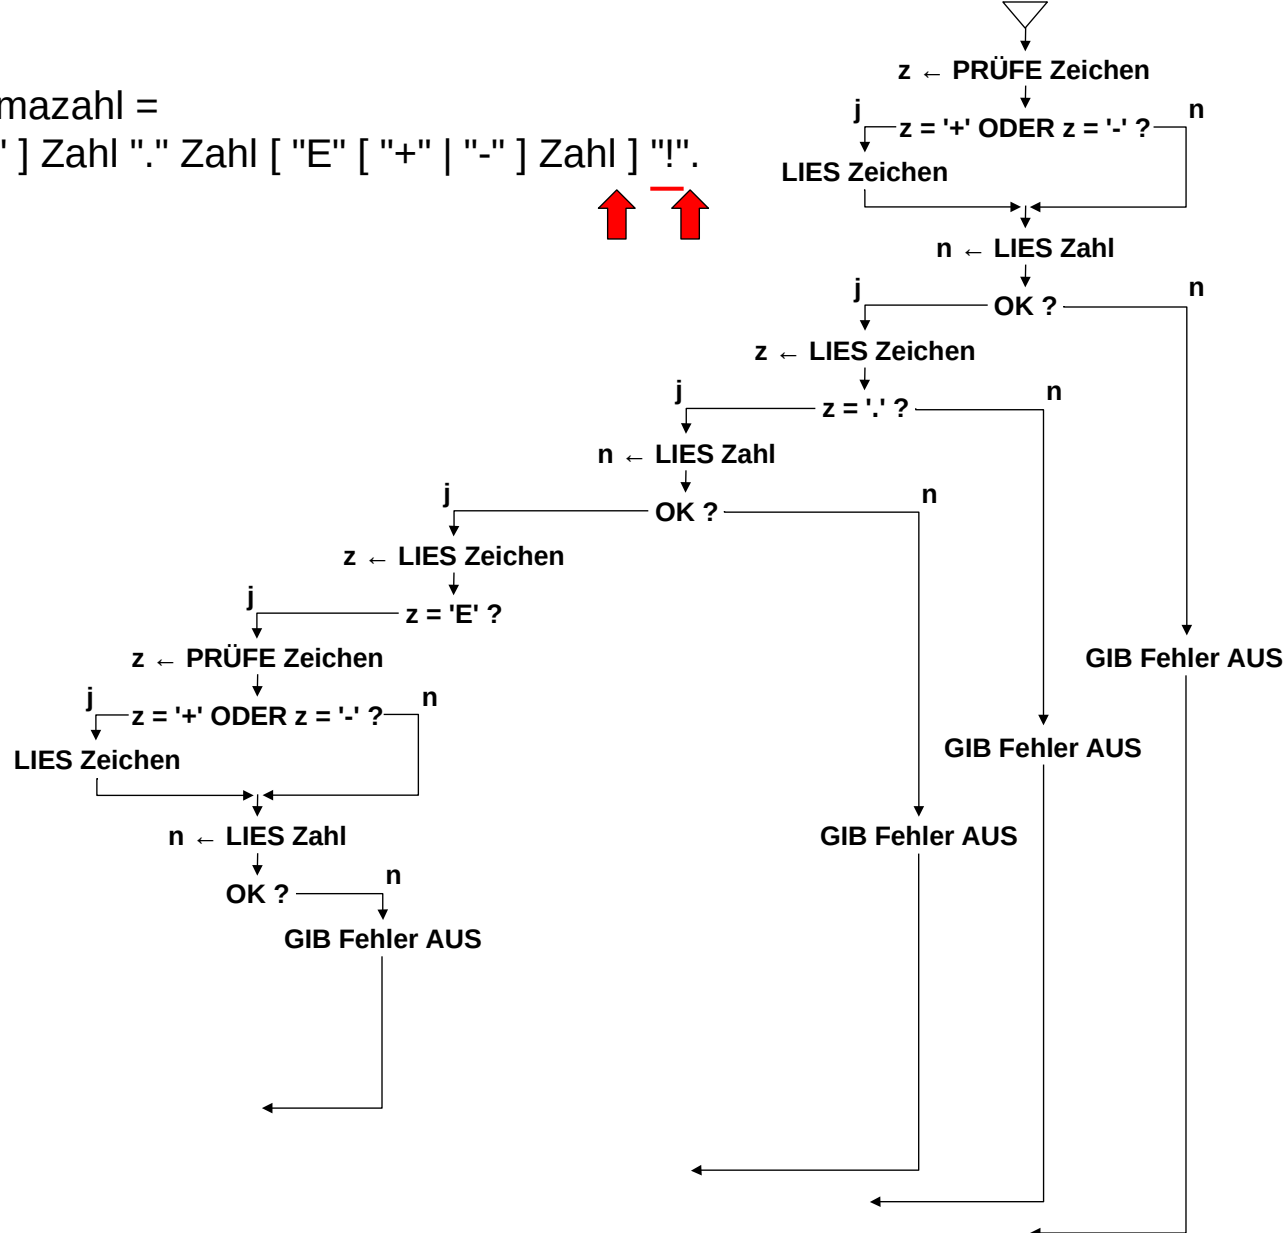 mazahl =
" ] Zahl "." Zahl [ "E" [ "+" | "-" ] Zahl ] "!".
z ← PRÜFE Zeichen
j
n
z = '+' ODER z = '-' ?
LIES Zeichen
n ← LIES Zahl
j
n
OK ?
z ← LIES Zeichen
j
n
z = '.' ?
n ← LIES Zahl
j
n
OK ?
z ← LIES Zeichen
j
z = 'E' ?
z ← PRÜFE Zeichen
GIB Fehler AUS
j
n
z = '+' ODER z = '-' ?
GIB Fehler AUS
LIES Zeichen
n ← LIES Zahl
GIB Fehler AUS
n
OK ?
GIB Fehler AUS